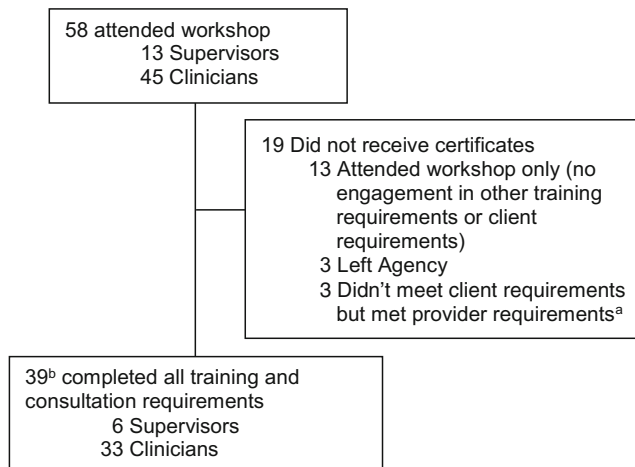 58 attended workshop
13 Supervisors
45 Clinicians
19 Did not receive certificates
13 Attended workshop only (no
engagement in other training
requirements or client
requirements)
3 Left Agency
3 Didn’t meet client requirements
but met provider requirementsᵃ
39ᵇ completed all training and
consultation requirements
6 Supervisors
33 Clinicians